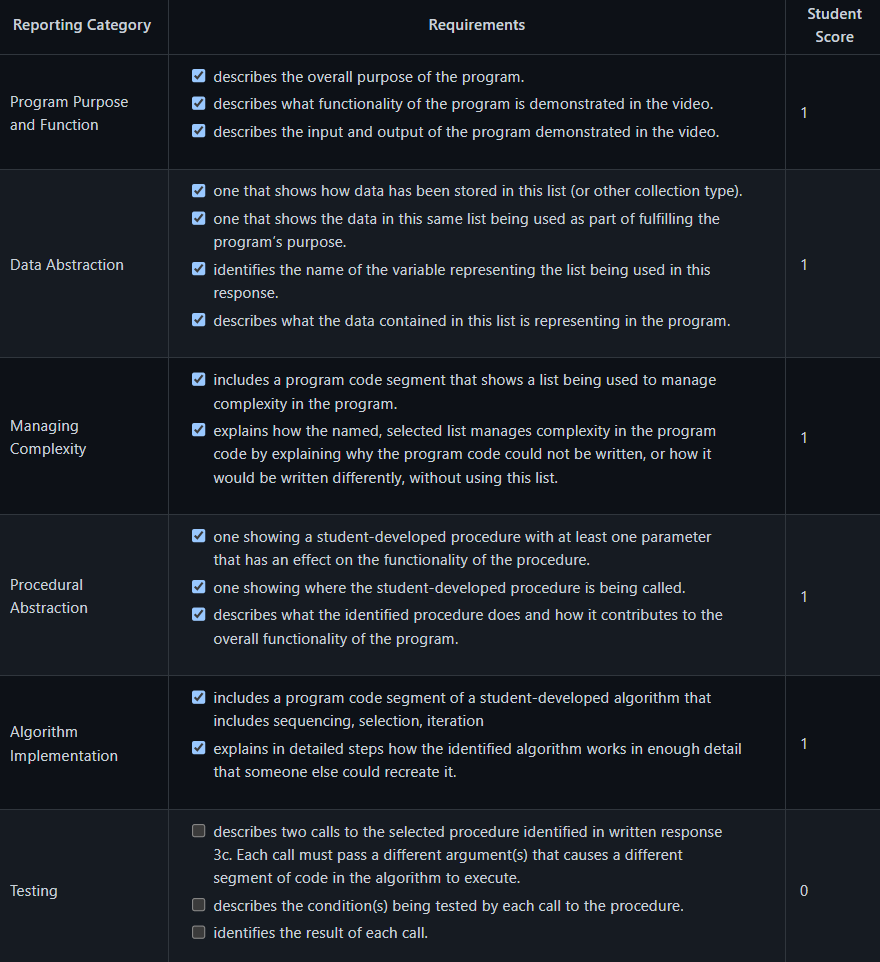 Reporting Category
Requirements
Student
Score
Program Purpose
and Function
describes the overall purpose of the program.
describes what functionality of the program is demonstrated in the video.
describes the input and output of the program demonstrated in the video.
1
Data Abstraction
one that shows how data has been stored in this list (or other collection type).
one that shows the data in this same list being used as part of fulfilling the
program's purpose.
identifies the name of the variable representing the list being used in this
response.
describes what the data contained in this list is representing in the program.
1
Managing
Complexity
includes a program code segment that shows a list being used to manage
complexity in the program.
explains how the named, selected list manages complexity in the program
code by explaining why the program code could not be written, or how it
would be written differently, without using this list.
1
Procedural
Abstraction
one showing a student-developed procedure with at least one parameter
that has an effect on the functionality of the procedure.
one showing where the student-developed procedure is being called.
describes what the identified procedure does and how it contributes to the
overall functionality of the program.
1
Algorithm
Implementation
includes a program code segment of a student-developed algorithm that
includes sequencing, selection, iteration
explains in detailed steps how the identified algorithm works in enough detail
that someone else could recreate it.
1
Testing
describes two calls to the selected procedure identified in written response
3c. Each call must pass a different argument(s) that causes a different
segment of code in the algorithm to execute.
describes the condition(s) being tested by each call to the procedure.
identifies the result of each call.
0